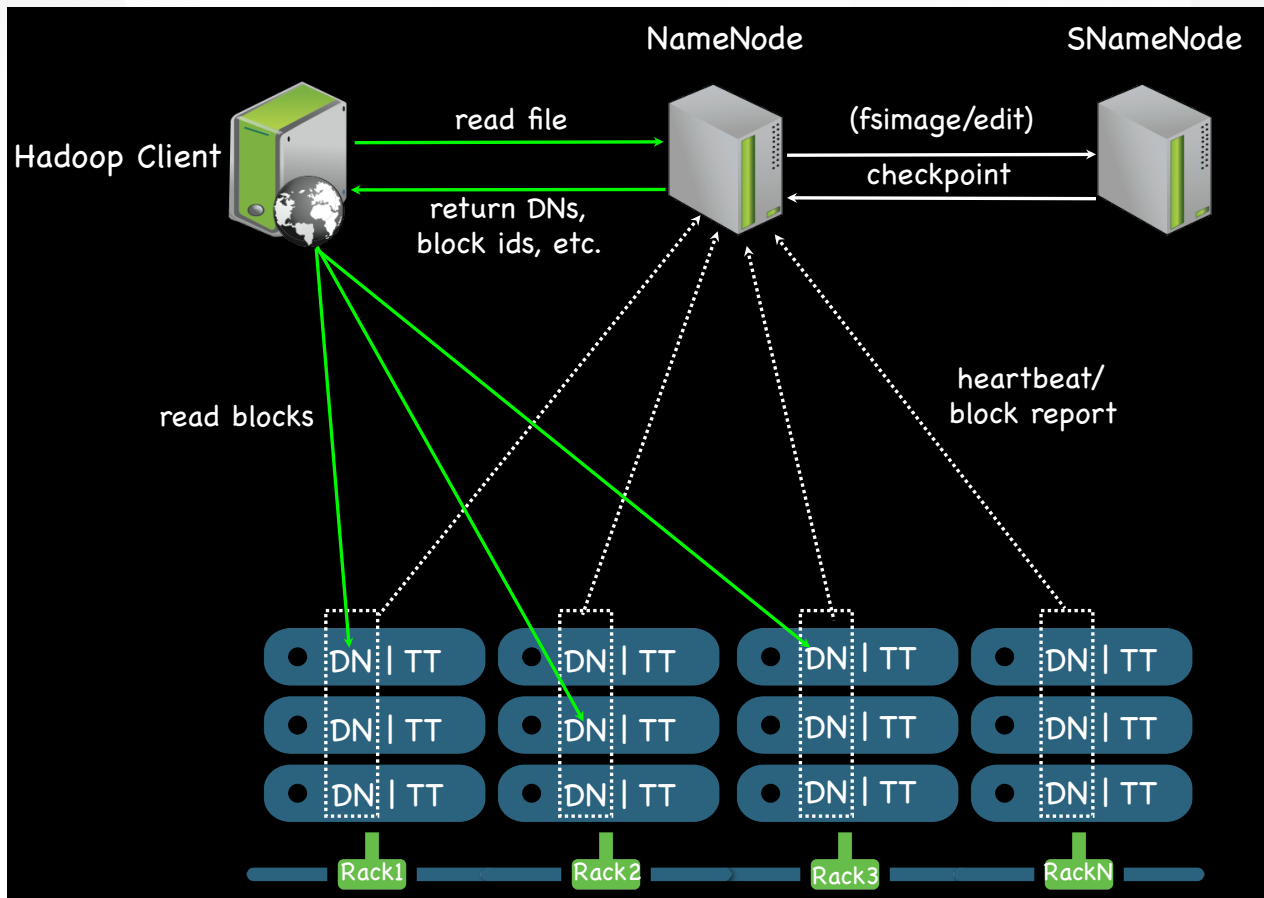 NameNode
SNameNode
Hadoop Client
read file
(fsimage/edit)
checkpoint
return DNs,
block ids, etc.
read blocks
heartbeat/
block report
DN | TT
DN | TT
DN | TT
DN | TT
DN | TT
DN | TT
DN | TT
DN | TT
DN | TT
DN | TT
DN | TT
DN | TT
Rack1
Rack2
Rack3
RackN